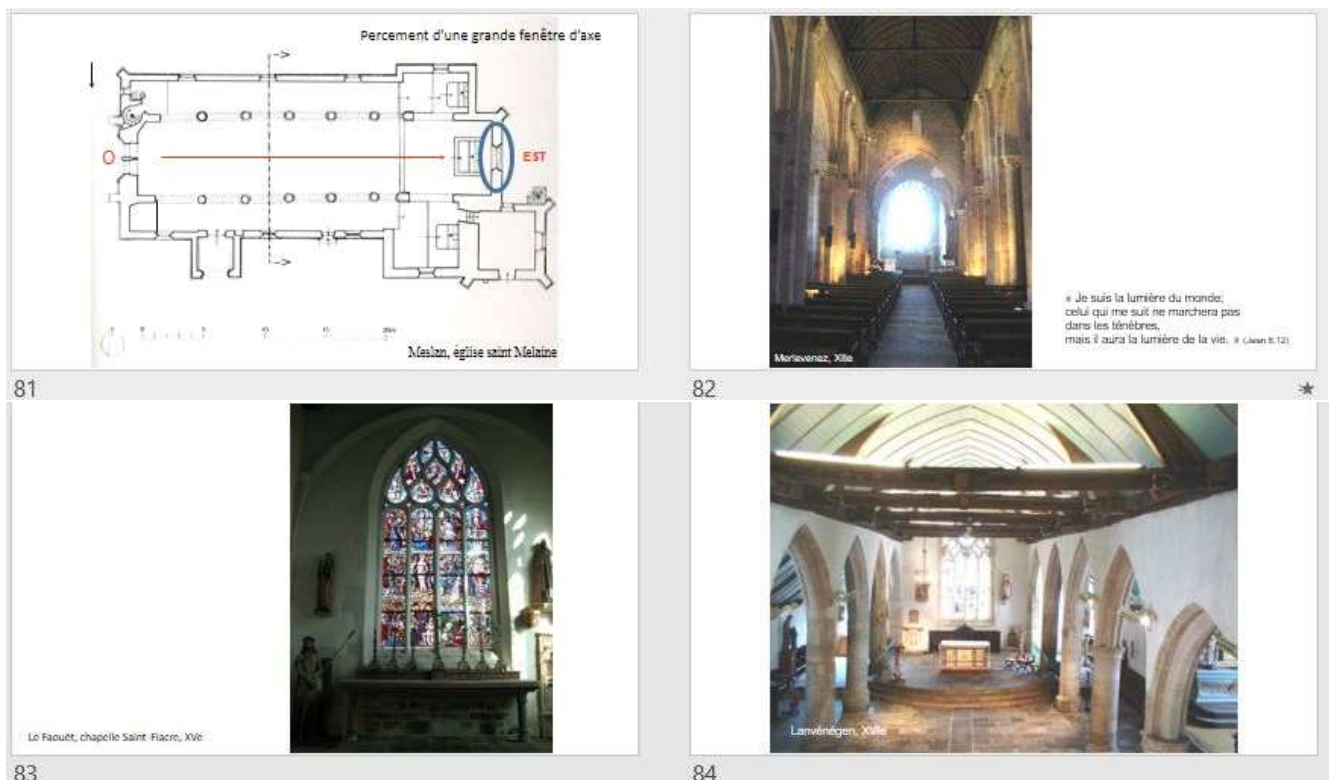 Percement d'une grande fenêtre d'axe
O
EST
Meslan, église saint Melaine
81
Merlevenez, XIIe
« Je suis la lumière du monde;
celui qui me suit ne marchera pas
dans les ténèbres,
mais il aura la lumière de la vie. » (Jean 8,12)
82
Le Faouët, chapelle Saint Fiacre, XVe
83
Lanvénégen, XVIIe
84